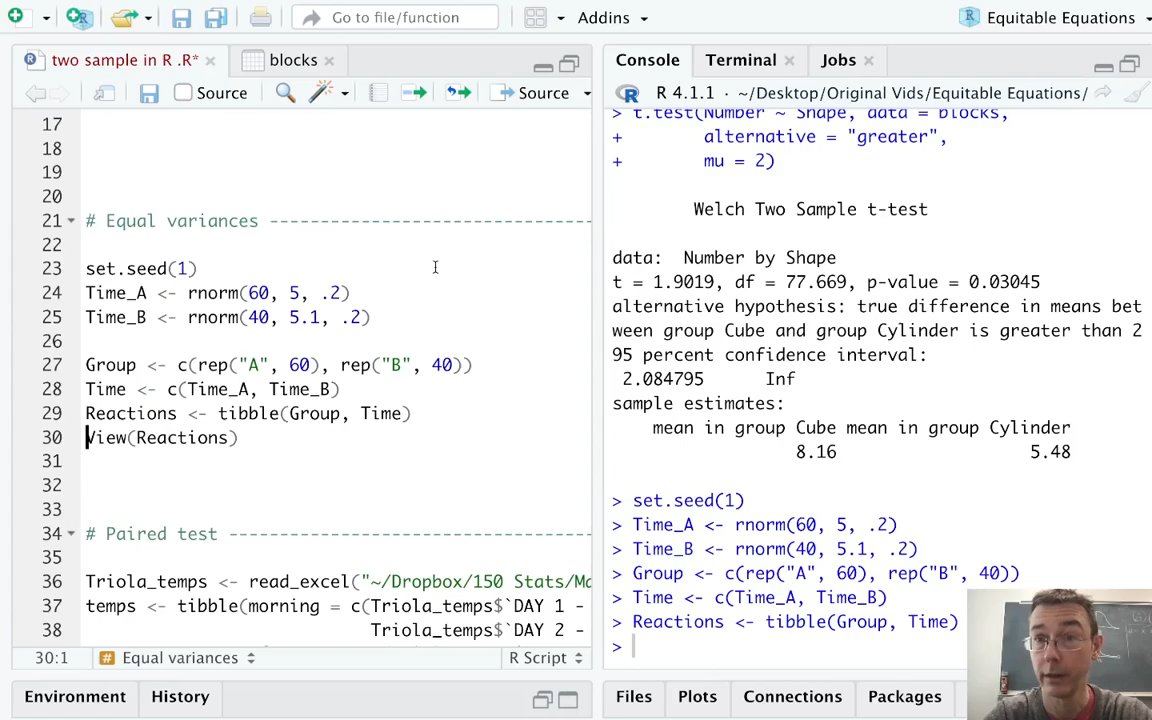 Go to file/function
Addins
Equitable Equations
two sample in R .R*
blocks
Source
Source
17
18
19
20
21 # Equal variances ----------------------------
22
23 set.seed(1)
24 Time_A <- rnorm(60, 5, .2)
25 Time_B <- rnorm(40, 5.1, .2)
26
27 Group <- c(rep("A", 60), rep("B", 40))
28 Time <- c(Time_A, Time_B)
29 Reactions <- tibble(Group, Time)
30 View(Reactions)
31
32
33
34 # Paired test --------------------------------
35
36 Triola_temps <- read_excel("~/Dropbox/150 Stats/Ma
37 temps <- tibble(morning = c(Triola_temps$`DAY 1 -
38 Triola_temps$`DAY 2 -
30:1
# Equal variances
R Script
Environment
History
Console
Terminal
Jobs
R 4.1.1 · ~/Desktop/Original Vids/Equitable Equations/
> t.test(Number ~ Shape, data = blocks,
+ alternative = "greater",
+ mu = 2)
Welch Two Sample t-test
data: Number by Shape
t = 1.9019, df = 77.669, p-value = 0.03045
alternative hypothesis: true difference in means bet
ween group Cube and group Cylinder is greater than 2
95 percent confidence interval:
2.084795 Inf
sample estimates:
mean in group Cube mean in group Cylinder
8.16 5.48
> set.seed(1)
> Time_A <- rnorm(60, 5, .2)
> Time_B <- rnorm(40, 5.1, .2)
> Group <- c(rep("A", 60), rep("B", 40))
> Time <- c(Time_A, Time_B)
> Reactions <- tibble(Group, Time)
>
Files
Plots
Connections
Packages